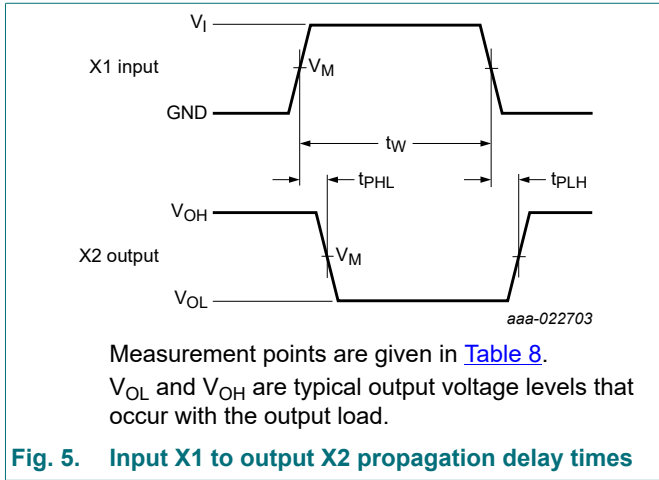 VI
X1 input
VM
GND
tW
tPHL
tPLH
VOH
X2 output
VM
VOL
aaa-022703
Measurement points are given in Table 8.
VOL and VOH are typical output voltage levels that
occur with the output load.
Fig. 5. Input X1 to output X2 propagation delay times